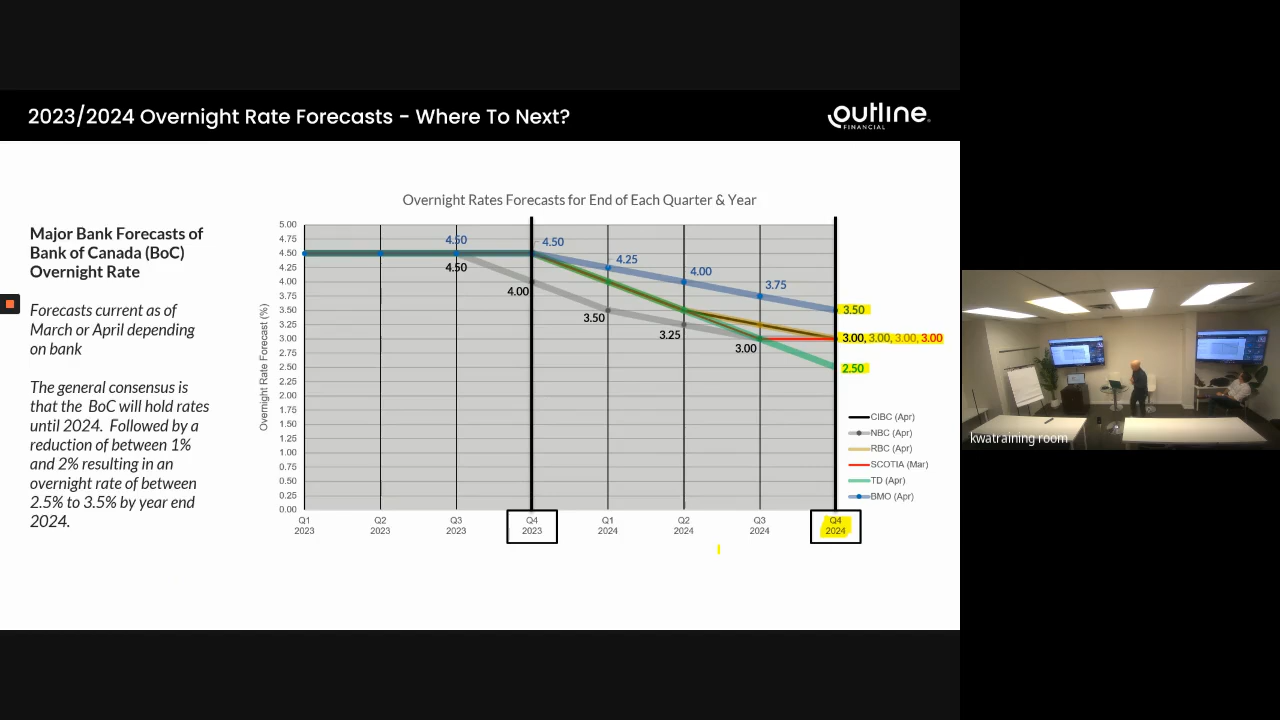 2023/2024 Overnight Rate Forecasts - Where To Next?
outline
FINANCIAL
Major Bank Forecasts of
Bank of Canada (BoC)
Overnight Rate
Forecasts current as of
March or April depending
on bank
The general consensus is
that the BoC will hold rates
until 2024. Followed by a
reduction of between 1%
and 2% resulting in an
overnight rate of between
2.5% to 3.5% by year end
2024.
Overnight Rates Forecasts for End of Each Quarter & Year
Overnight Rate Forecast (%)
5.00
4.75
4.50
4.25
4.00
3.75
3.50
3.25
3.00
2.75
2.50
2.25
2.00
1.75
1.50
1.25
1.00
0.75
0.50
0.25
0.00
4.50
4.50
4.50
4.25
4.00
3.75
3.50
4.00
3.50
3.25
3.00
3.00, 3.00, 3.00, 3.00
2.50
CIBC (Apr)
NBC (Apr)
RBC (Apr)
SCOTIA (Mar)
TD (Apr)
BMO (Apr)
Q1 2023
Q2 2023
Q3 2023
Q4 2023
Q1 2024
Q2 2024
Q3 2024
Q4 2024
kwatraining room